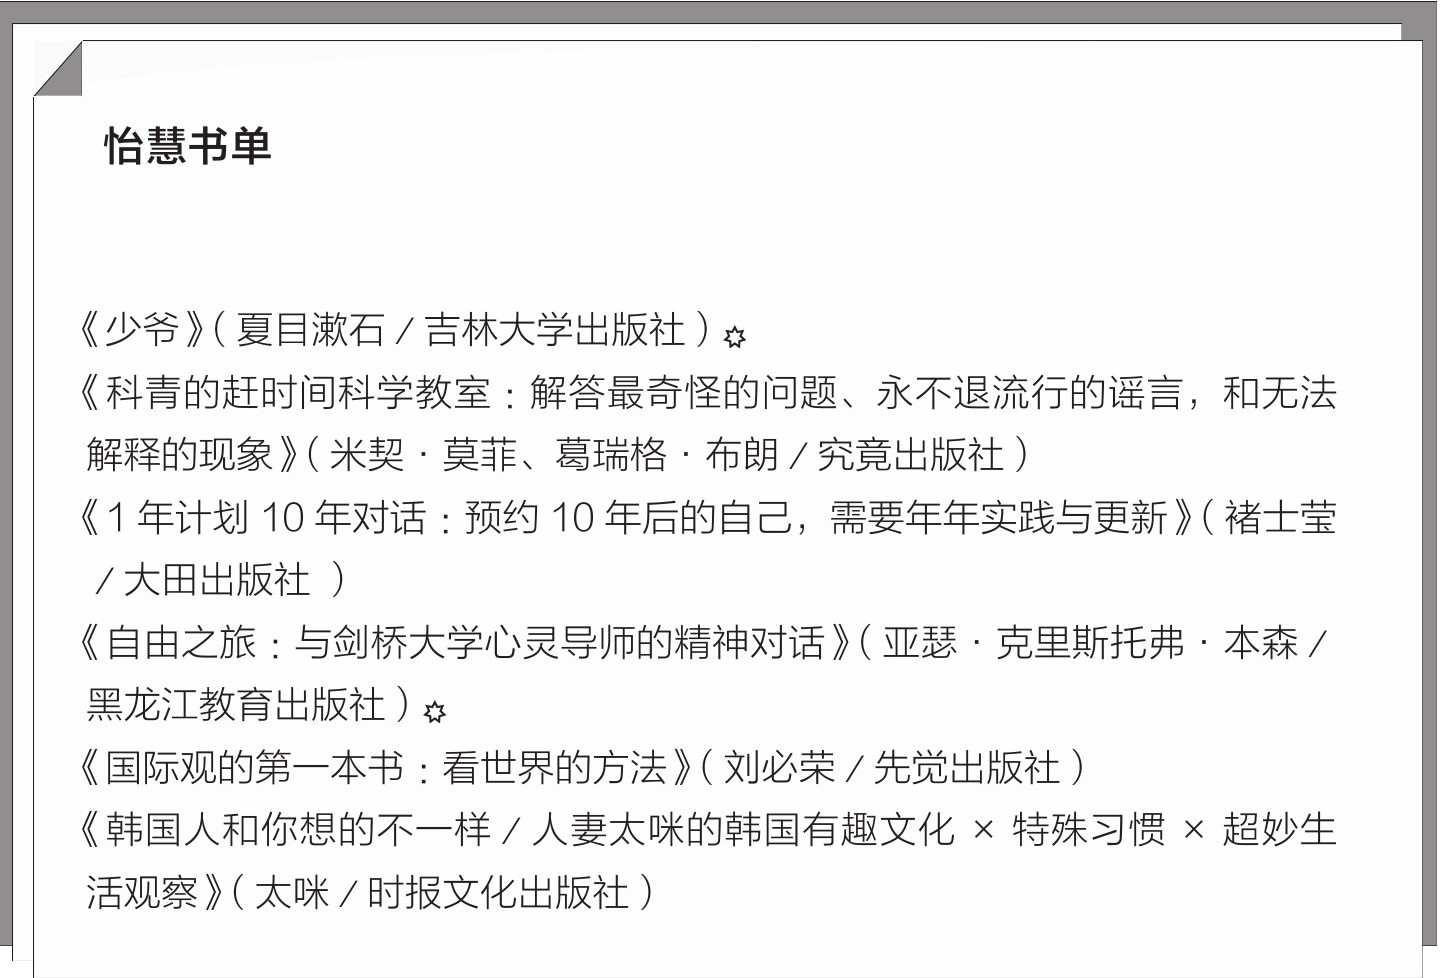 怡慧书单
《少爷》（夏目漱石／吉林大学出版社）✡
《科青的赶时间科学教室：解答最奇怪的问题、永不退流行的谣言，和无法
解释的现象》（米契·莫菲、葛瑞格·布朗／究竟出版社）
《1 年计划 10 年对话：预约 10 年后的自己，需要年年实践与更新》（褚士莹
／大田出版社 ）
《自由之旅：与剑桥大学心灵导师的精神对话》（亚瑟·克里斯托弗·本森／
黑龙江教育出版社）✡
《国际观的第一本书：看世界的方法》（刘必荣／先觉出版社）
《韩国人和你想的不一样／人妻太咪的韩国有趣文化 × 特殊习惯 × 超妙生
活观察》（太咪／时报文化出版社）